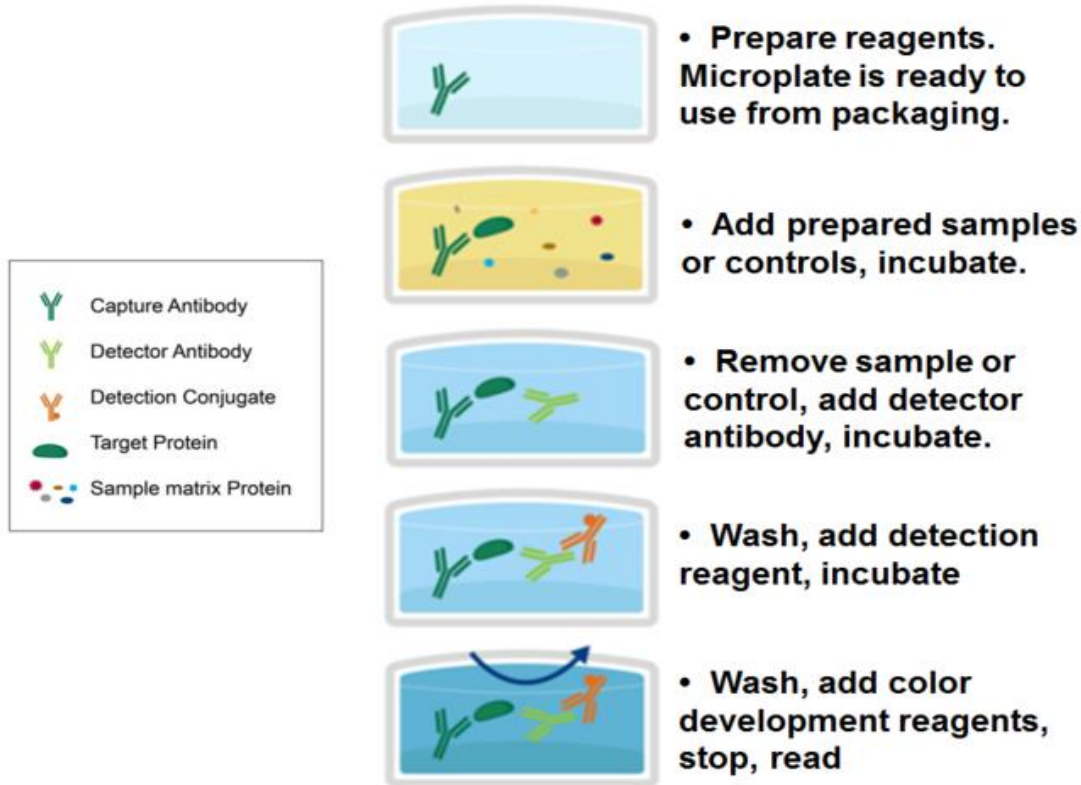 • Prepare reagents.
Microplate is ready to
use from packaging.
• Add prepared samples
or controls, incubate.
Capture Antibody
Detector Antibody
Detection Conjugate
Target Protein
Sample matrix Protein
• Remove sample or
control, add detector
antibody, incubate.
• Wash, add detection
reagent, incubate
• Wash, add color
development reagents,
stop, read